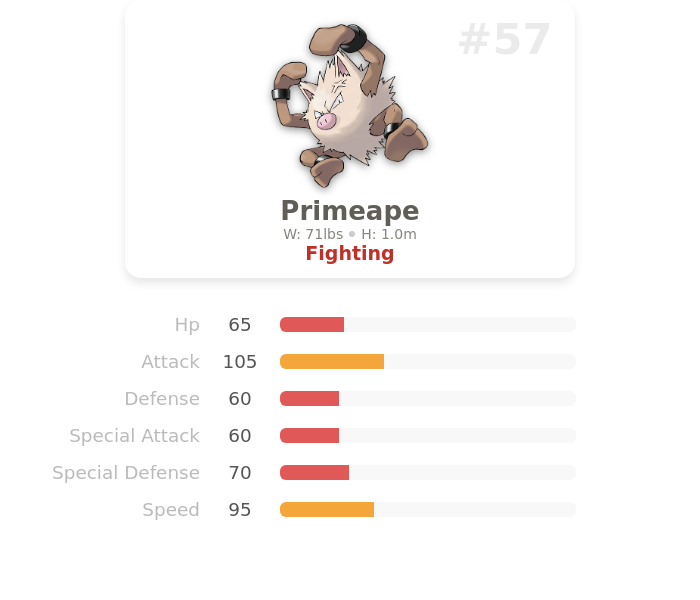 #57
Primeape
W: 71lbs • H: 1.0m
Fighting
Hp 65
Attack 105
Defense 60
Special Attack 60
Special Defense 70
Speed 95